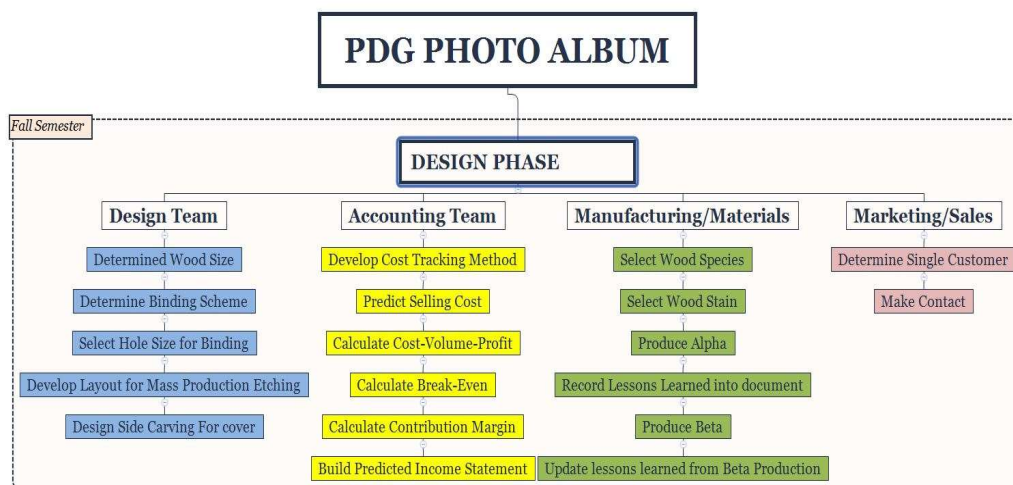 PDG PHOTO ALBUM
Fall Semester
DESIGN PHASE
Design Team
Determined Wood Size
Determine Binding Scheme
Select Hole Size for Binding
Develop Layout for Mass Production Etching
Design Side Carving For cover
Accounting Team
Develop Cost Tracking Method
Predict Selling Cost
Calculate Cost-Volume-Profit
Calculate Break-Even
Calculate Contribution Margin
Build Predicted Income Statement
Manufacturing/Materials
Select Wood Species
Select Wood Stain
Produce Alpha
Record Lessons Learned into document
Produce Beta
Update lessons learned from Beta Production
Marketing/Sales
Determine Single Customer
Make Contact